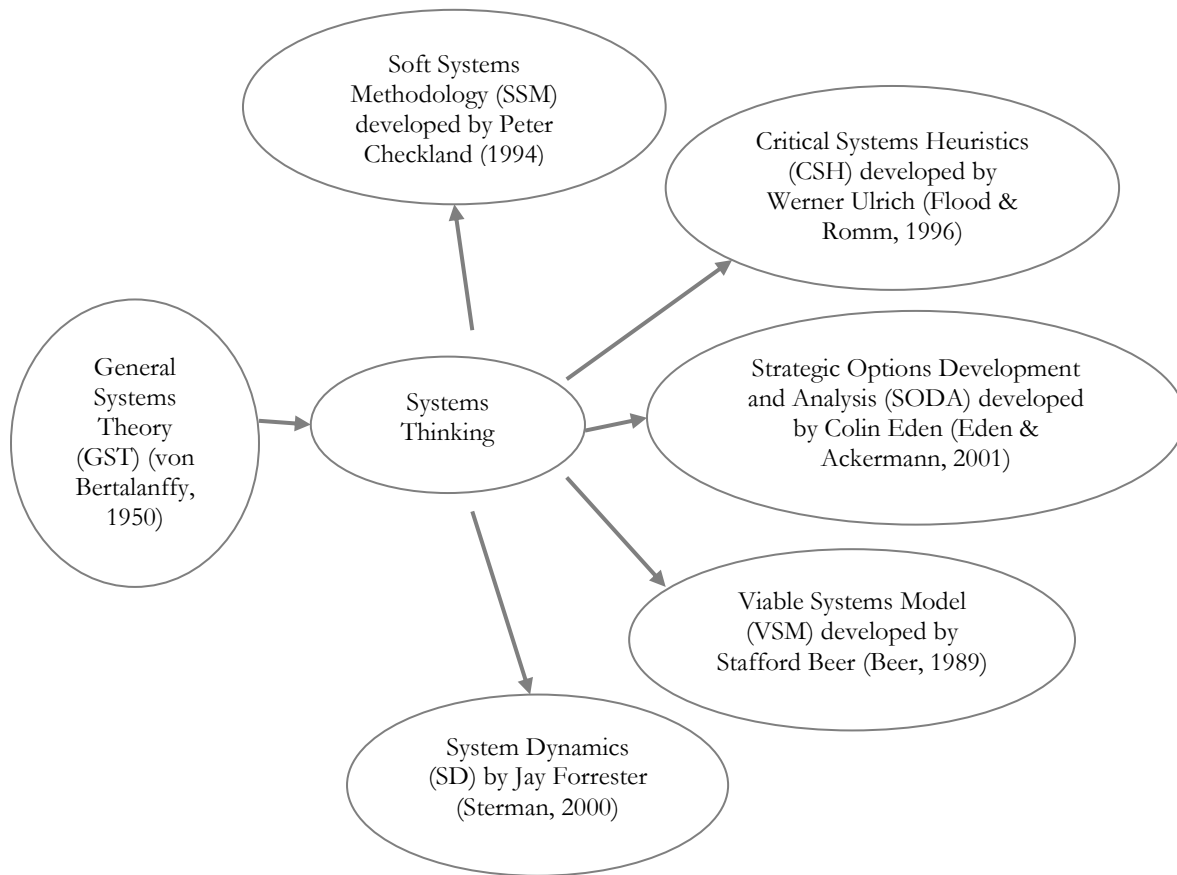 Soft Systems
Methodology (SSM)
developed by Peter
Checkland (1994)
Critical Systems Heuristics
(CSH) developed by
Werner Ulrich (Flood &
Romm, 1996)
General
Systems
Theory
(GST) (von
Bertalanffy,
1950)
Systems
Thinking
Strategic Options Development
and Analysis (SODA) developed
by Colin Eden (Eden &
Ackermann, 2001)
Viable Systems Model
(VSM) developed by
Stafford Beer (Beer, 1989)
System Dynamics
(SD) by Jay Forrester
(Sterman, 2000)